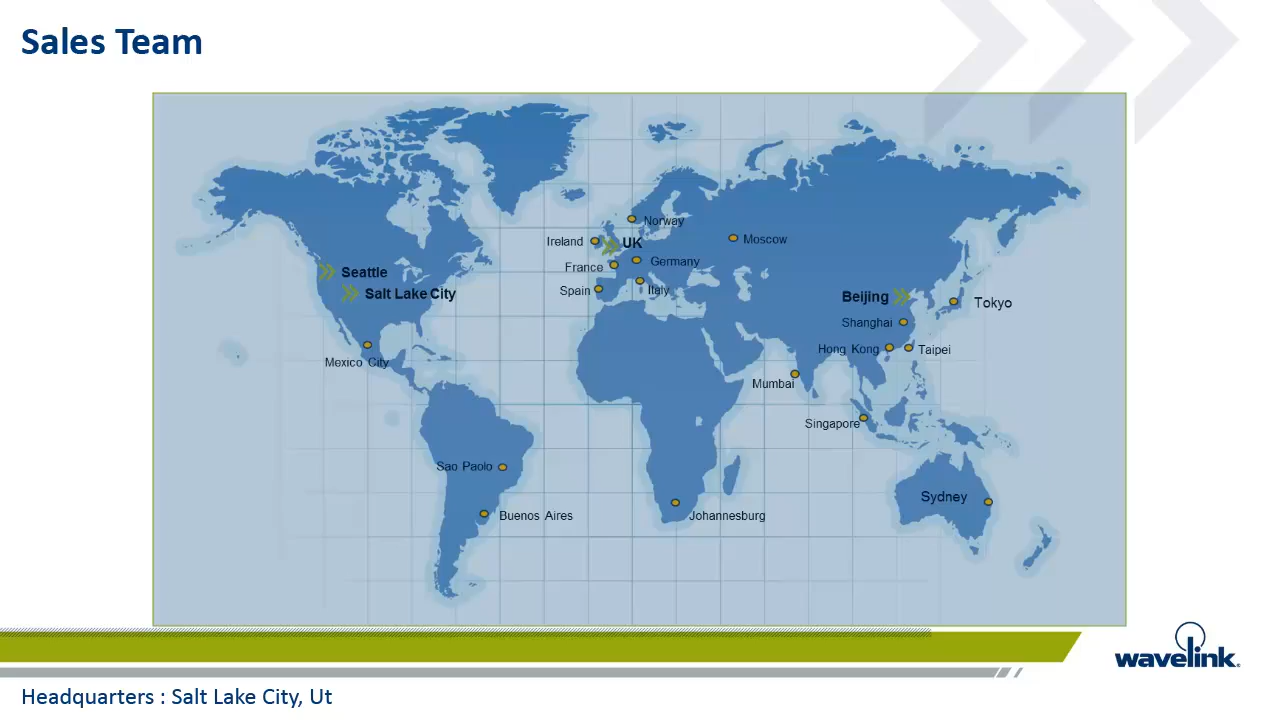 Sales Team
Norway
Ireland
UK
Moscow
France
Germany
Seattle
Spain
Italy
Salt Lake City
Beijing
Tokyo
Shanghai
Hong Kong
Taipei
Mexico City
Mumbai
Singapore
Sao Paolo
Sydney
Buenos Aires
Johannesburg
wavelink
Headquarters : Salt Lake City, Ut